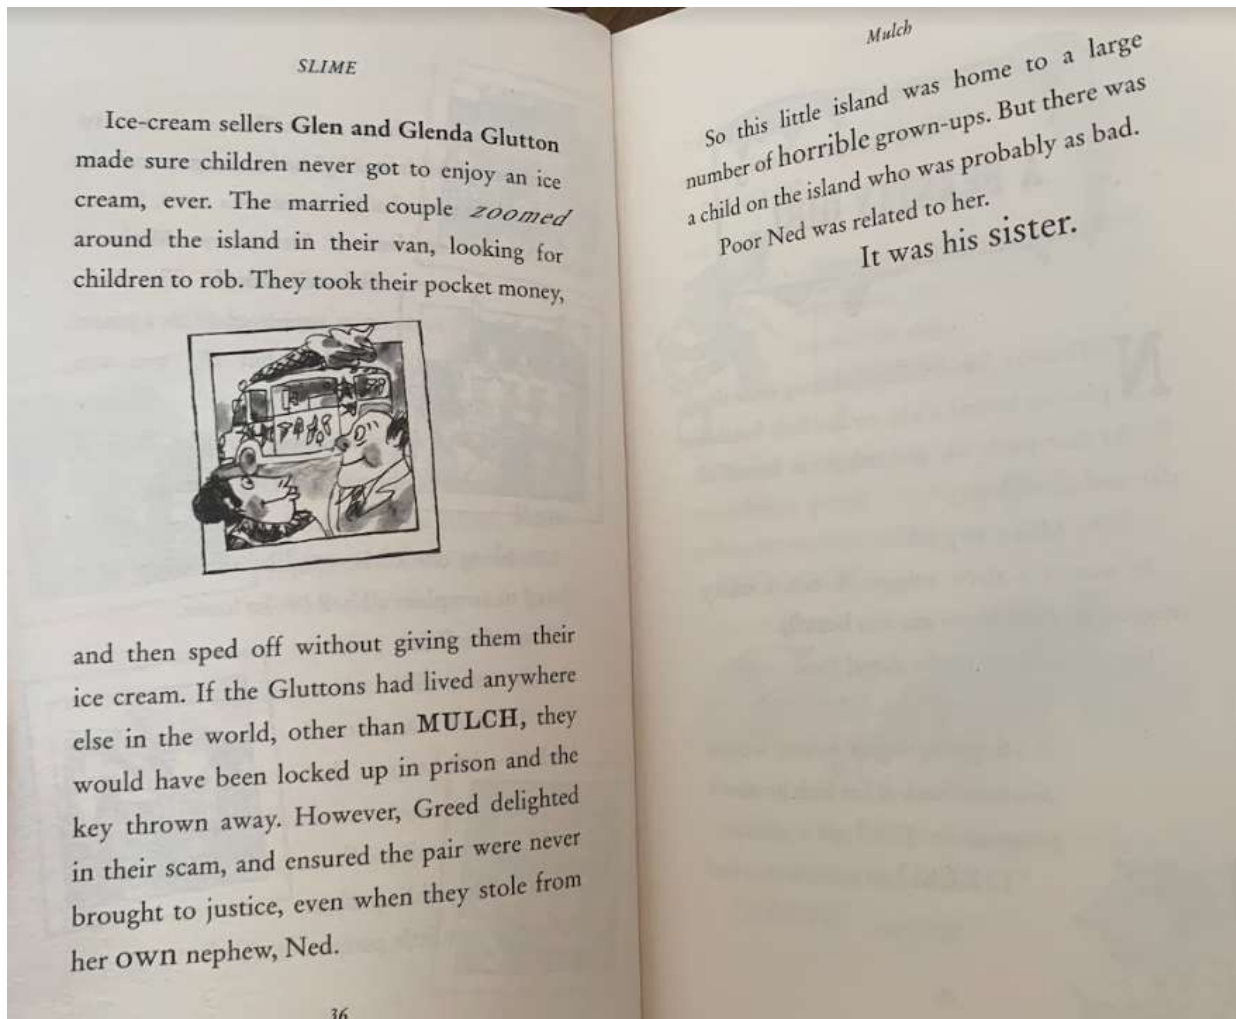 SLIME
Ice-cream sellers Glen and Glenda Glutton
made sure children never got to enjoy an ice
cream, ever. The married couple zoomed
around the island in their van, looking for
children to rob. They took their pocket money,
and then sped off without giving them their
ice cream. If the Gluttons had lived anywhere
else in the world, other than MULCH, they
would have been locked up in prison and the
key thrown away. However, Greed delighted
in their scam, and ensured the pair were never
brought to justice, even when they stole from
her own nephew, Ned.
36
Mulch
So this little island was home to a large
number of horrible grown-ups. But there was
a child on the island who was probably as bad.
Poor Ned was related to her.
It was his sister.